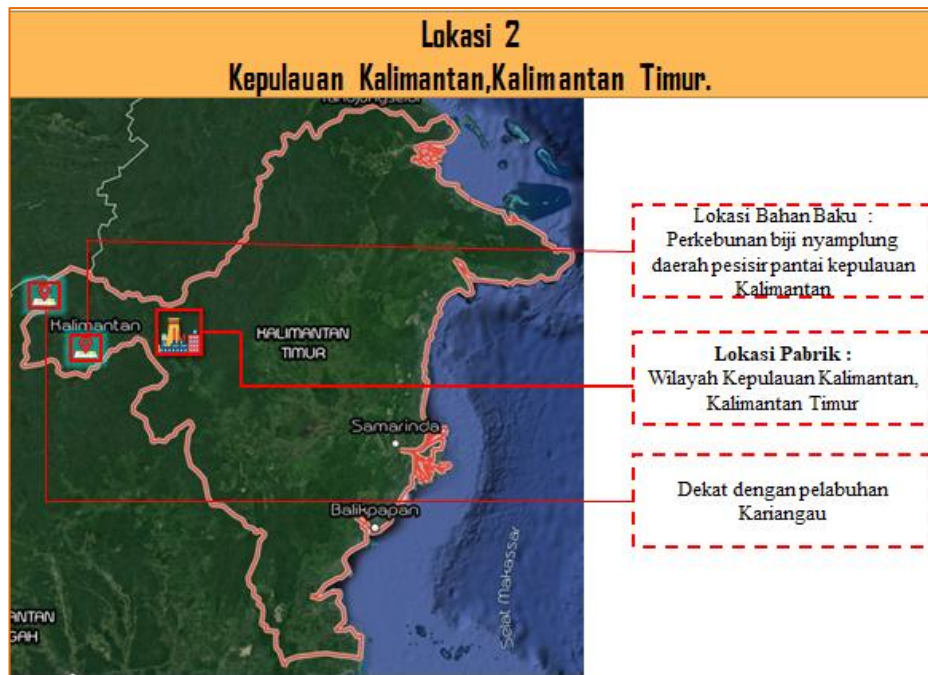 Lokasi 2
Kepulauan Kalimantan,Kalimantan Timur.
Kalimantan
KALIMANTAN
TIMUR
Samarinda
Balikpapan
Selat Makassar
Lokasi Bahan Baku :
Perkebunan biji nyamplung
daerah pesisir pantai kepulauan
Kalimantan
Lokasi Pabrik :
Wilayah Kepulauan Kalimantan,
Kalimantan Timur
Dekat dengan pelabuhan
Kariangau